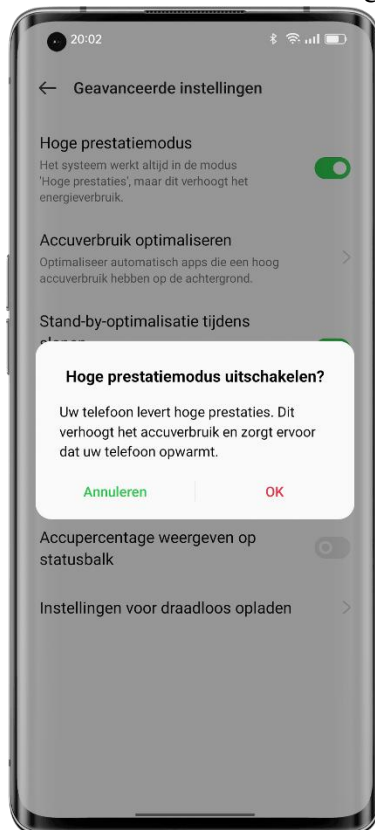 20:02
Geavanceerde instellingen
Hoge prestatiemodus
Het systeem werkt altijd in de modus
'Hoge prestaties', maar dit verhoogt het
energieverbruik.
Accuverbruik optimaliseren
Optimaliseer automatisch apps die een hoog
accuverbruik hebben op de achtergrond.
Stand-by-optimalisatie tijdens
Hoge prestatiemodus uitschakelen?
Uw telefoon levert hoge prestaties. Dit
verhoogt het accuverbruik en zorgt ervoor
dat uw telefoon opwarmt.
Annuleren OK
Accupercentage weergeven op
statusbalk
Instellingen voor draadloos opladen